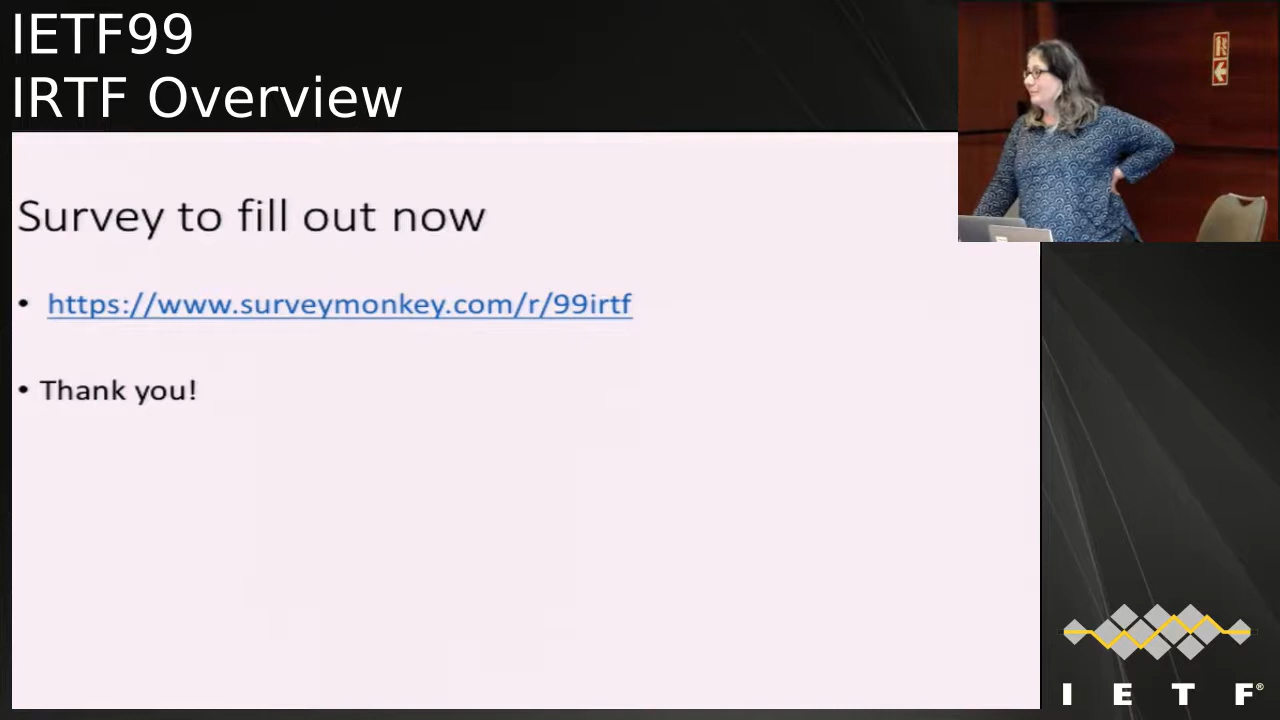 IETF99
IRTF Overview
Survey to fill out now
• https://www.surveymonkey.com/r/99irtf
• Thank you!
I E T F®